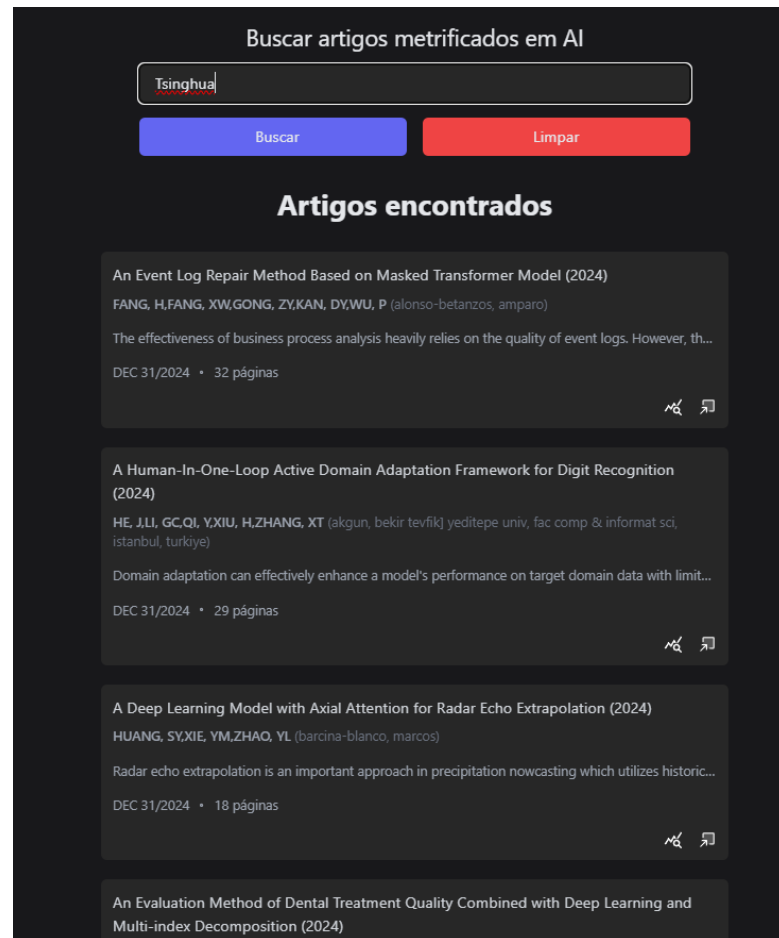 Buscar artigos metrificados em AI
Tsinghua
Buscar
Limpar
Artigos encontrados
An Event Log Repair Method Based on Masked Transformer Model (2024)
FANG, H,FANG, XW,GONG, ZY,KAN, DY,WU, P (alonso-betanzos, amparo)
The effectiveness of business process analysis heavily relies on the quality of event logs. However, th...
DEC 31/2024 • 32 páginas
A Human-In-One-Loop Active Domain Adaptation Framework for Digit Recognition
(2024)
HE, J,LI, GC,QI, Y,XIU, H,ZHANG, XT (akgun, bekir tevfik] yeditepe univ, fac comp & informat sci,
istanbul, turkiye)
Domain adaptation can effectively enhance a model's performance on target domain data with limit...
DEC 31/2024 • 29 páginas
A Deep Learning Model with Axial Attention for Radar Echo Extrapolation (2024)
HUANG, SY,XIE, YM,ZHAO, YL (barcina-blanco, marcos)
Radar echo extrapolation is an important approach in precipitation nowcasting which utilizes historic...
DEC 31/2024 • 18 páginas
An Evaluation Method of Dental Treatment Quality Combined with Deep Learning and
Multi-index Decomposition (2024)